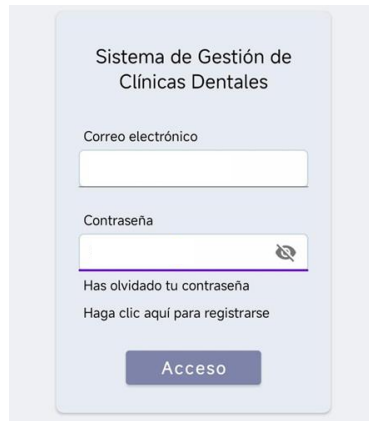 Sistema de Gestión de
Clínicas Dentales
Correo electrónico
Contraseña
Has olvidado tu contraseña
Haga clic aquí para registrarse
Acceso